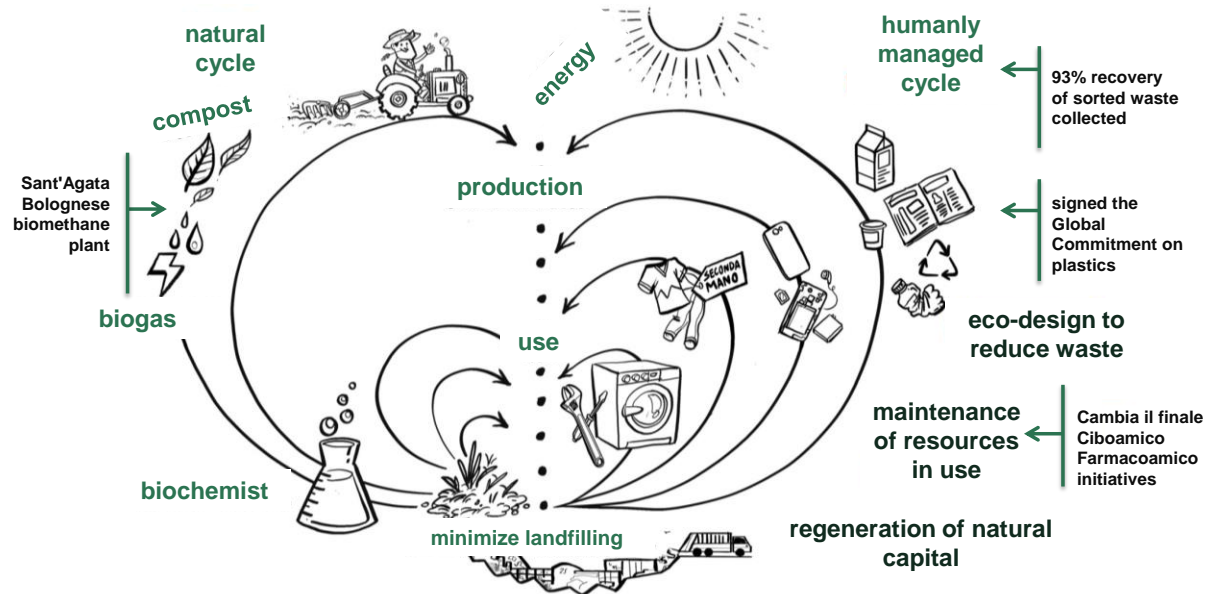 natural
cycle
energy
humanly
managed
cycle
93% recovery
of sorted waste
collected
compost
Sant'Agata
Bolognese
biomethane
plant
production
signed the
Global
Commitment on
plastics
SECONDA
MANO
biogas
use
eco-design to
reduce waste
maintenance
of resources
in use
Cambia il finale
Ciboamico
Farmacoamico
initiatives
biochemist
minimize landfilling
regeneration of natural
capital